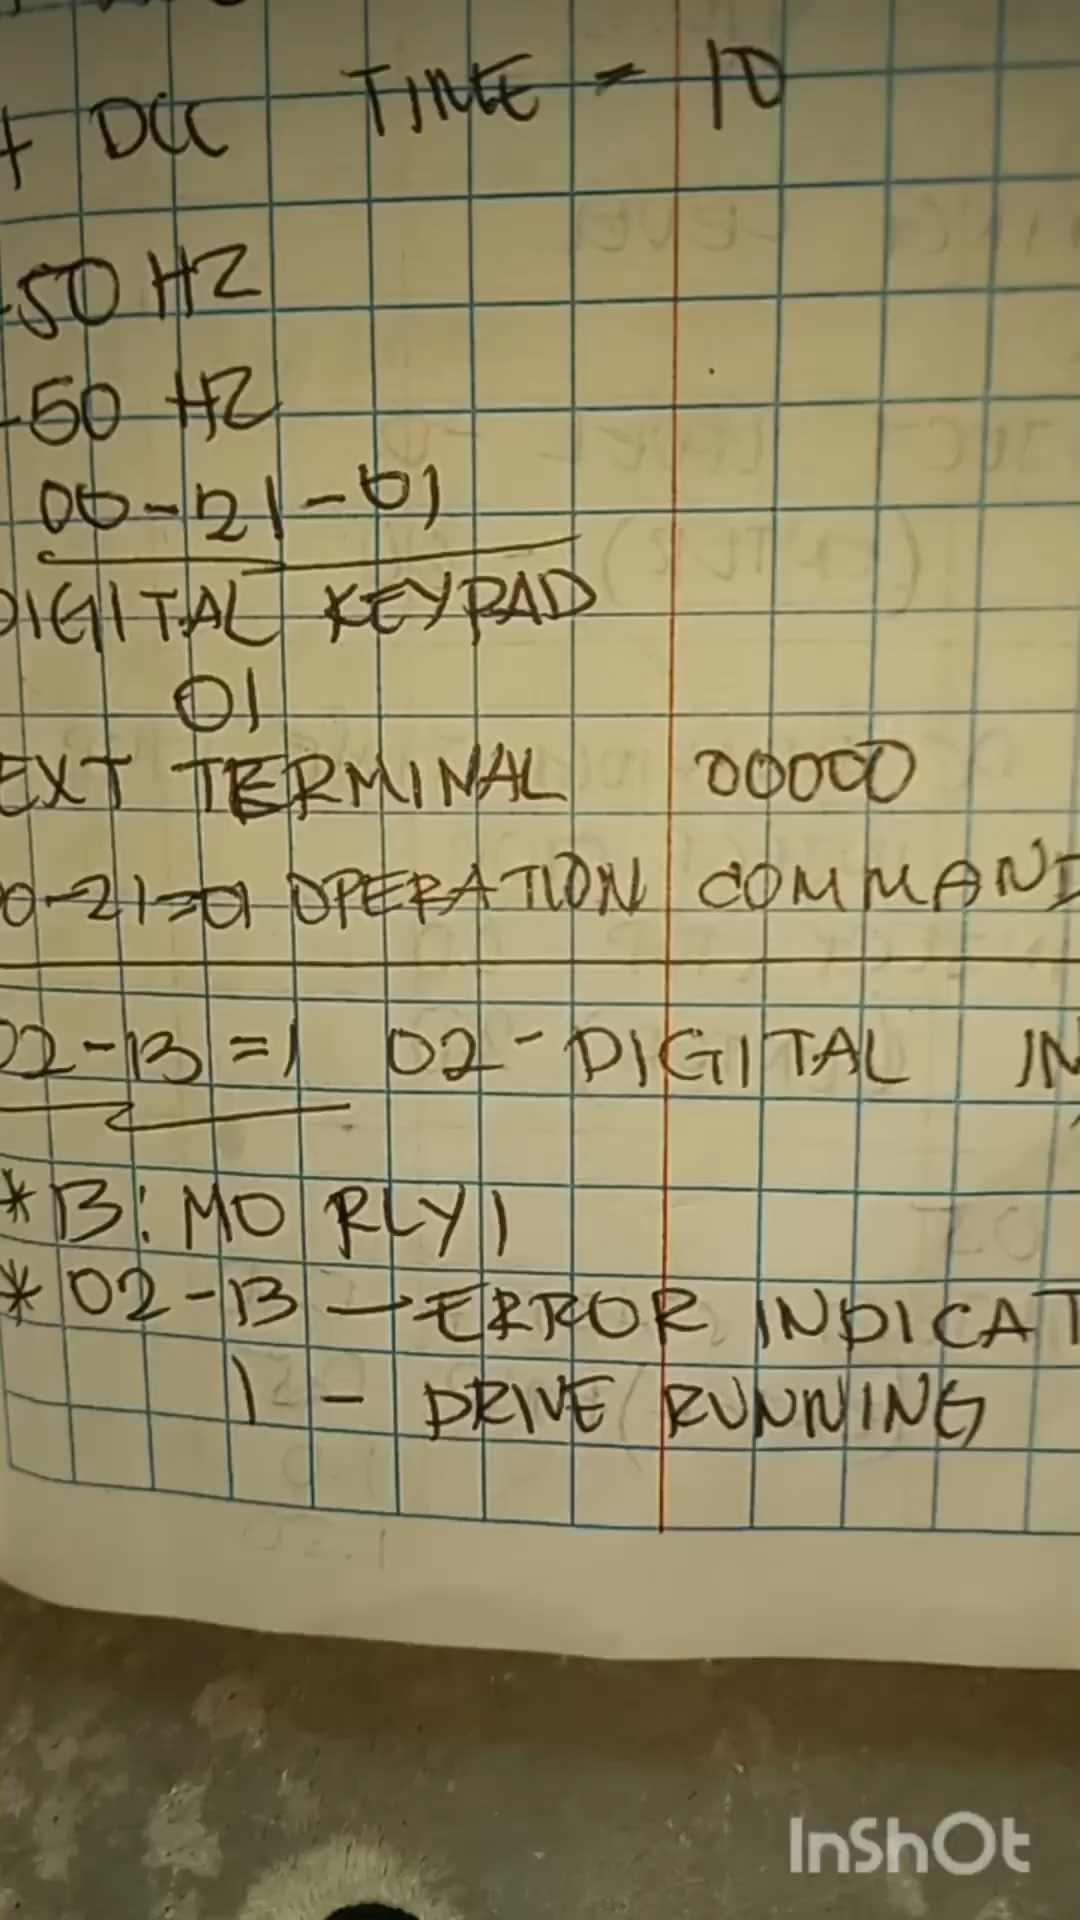 + DCC TIME = 10
-50 HZ
-50 HZ
00-21-01
DIGITAL KEYPAD
01
EXT TERMINAL 00000
0-21=01 OPERATION COMMAND
02-13=1 02-DIGITAL IN
*13: MO RLY1
* 02-13 → ERROR INDICAT
1 - DRIVE RUNNING
InShOt